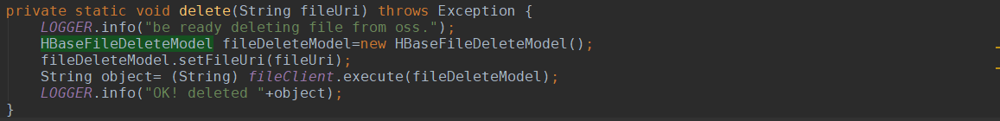 private static void delete(String fileUri) throws Exception {
    LOGGER.info("be ready deleting file from oss.");
    HBaseFileDeleteModel fileDeleteModel=new HBaseFileDeleteModel();
    fileDeleteModel.setFileUri(fileUri);
    String object= (String) fileClient.execute(fileDeleteModel);
    LOGGER.info("OK! deleted "+object);
}